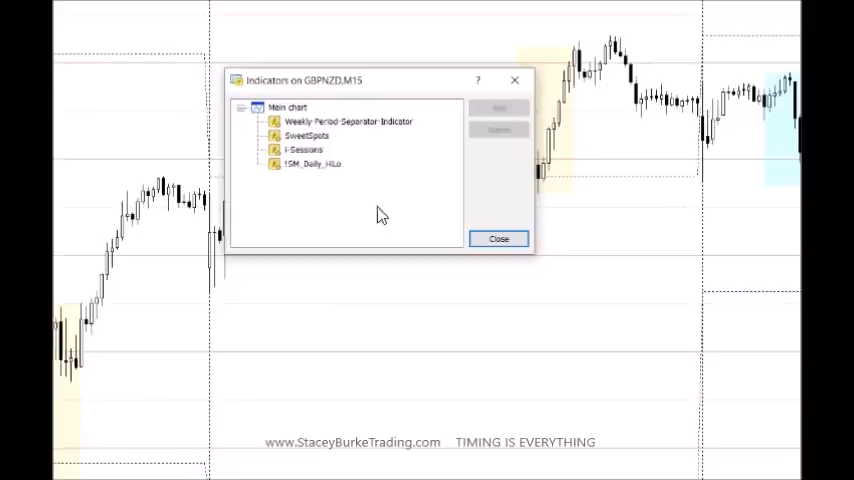 Indicators on GBPNZD,M15
?
Main chart
Weekly-Period-Separator-Indicator
SweetSpots
i-Sessions
!SM_Daily_HiLo
Close
www.StaceyBurkeTrading.com TIMING IS EVERYTHING